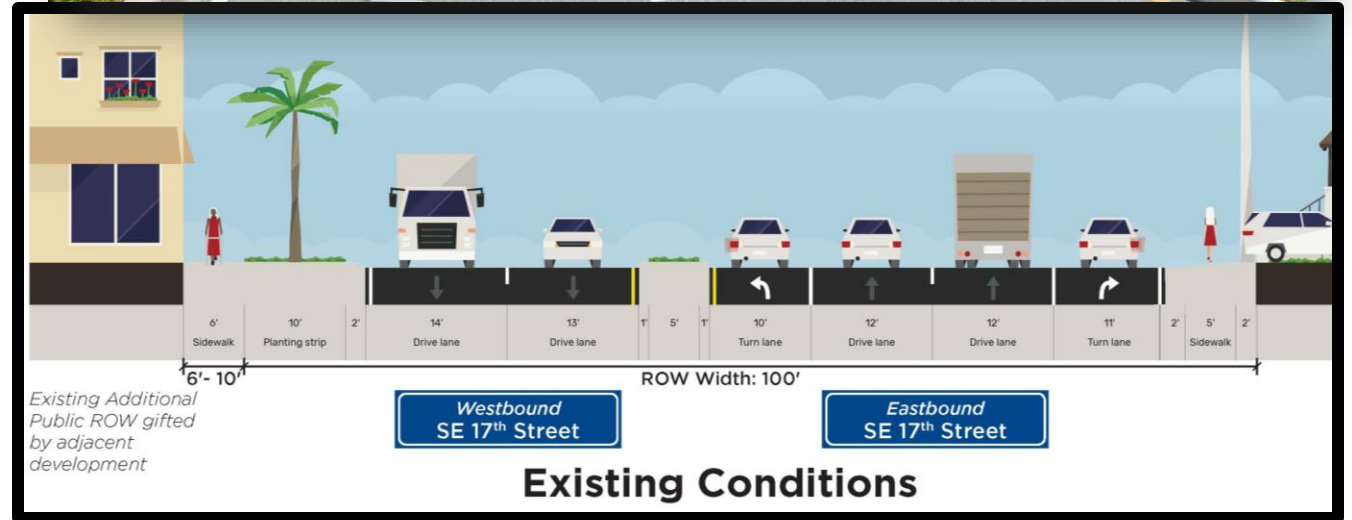 6' 10' 2' 14' 13' 1' 5' 1' 10' 12' 12' 11' 2' 5' 2'
Sidewalk Planting strip Drive lane Drive lane Turn lane Drive lane Drive lane Turn lane Sidewalk
6'- 10' ROW Width: 100'
Existing Additional
Public ROW gifted
by adjacent
development
Westbound
SE 17th Street
Eastbound
SE 17th Street
Existing Conditions